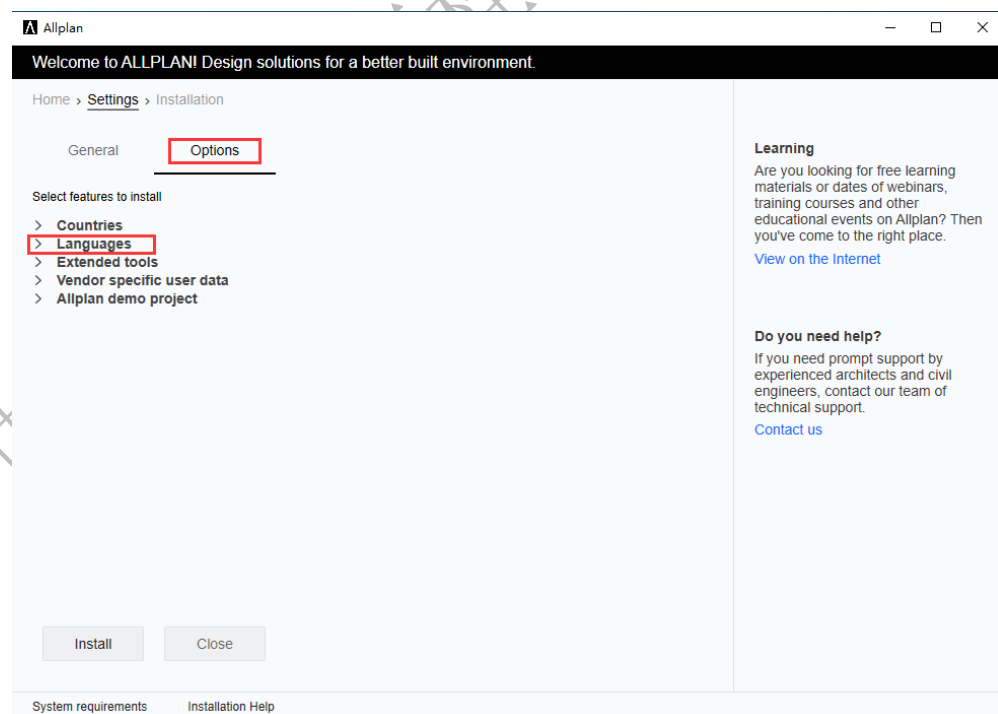 Allplan
Welcome to ALLPLAN! Design solutions for a better built environment.
Home › Settings › Installation
General
Options
Select features to install
Countries
Languages
Extended tools
Vendor specific user data
Allplan demo project
Install
Close
Learning
Are you looking for free learning
materials or dates of webinars,
training courses and other
educational events on Allplan? Then
you've come to the right place.
View on the Internet
Do you need help?
If you need prompt support by
experienced architects and civil
engineers, contact our team of
technical support.
Contact us
System requirements
Installation Help